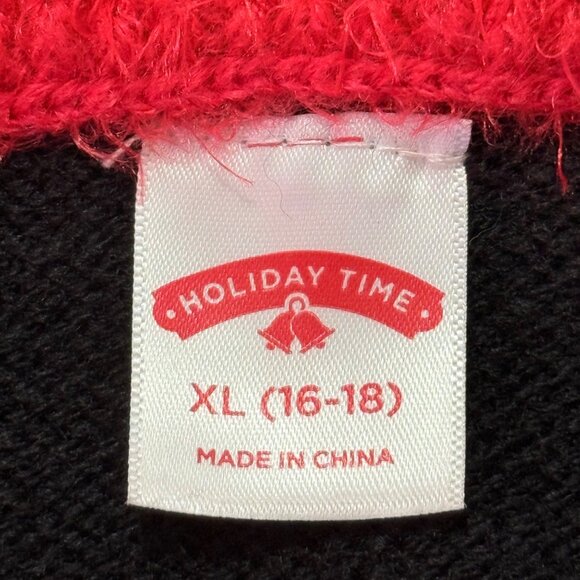 • HOLIDAY TIME •
XL (16-18)
MADE IN CHINA